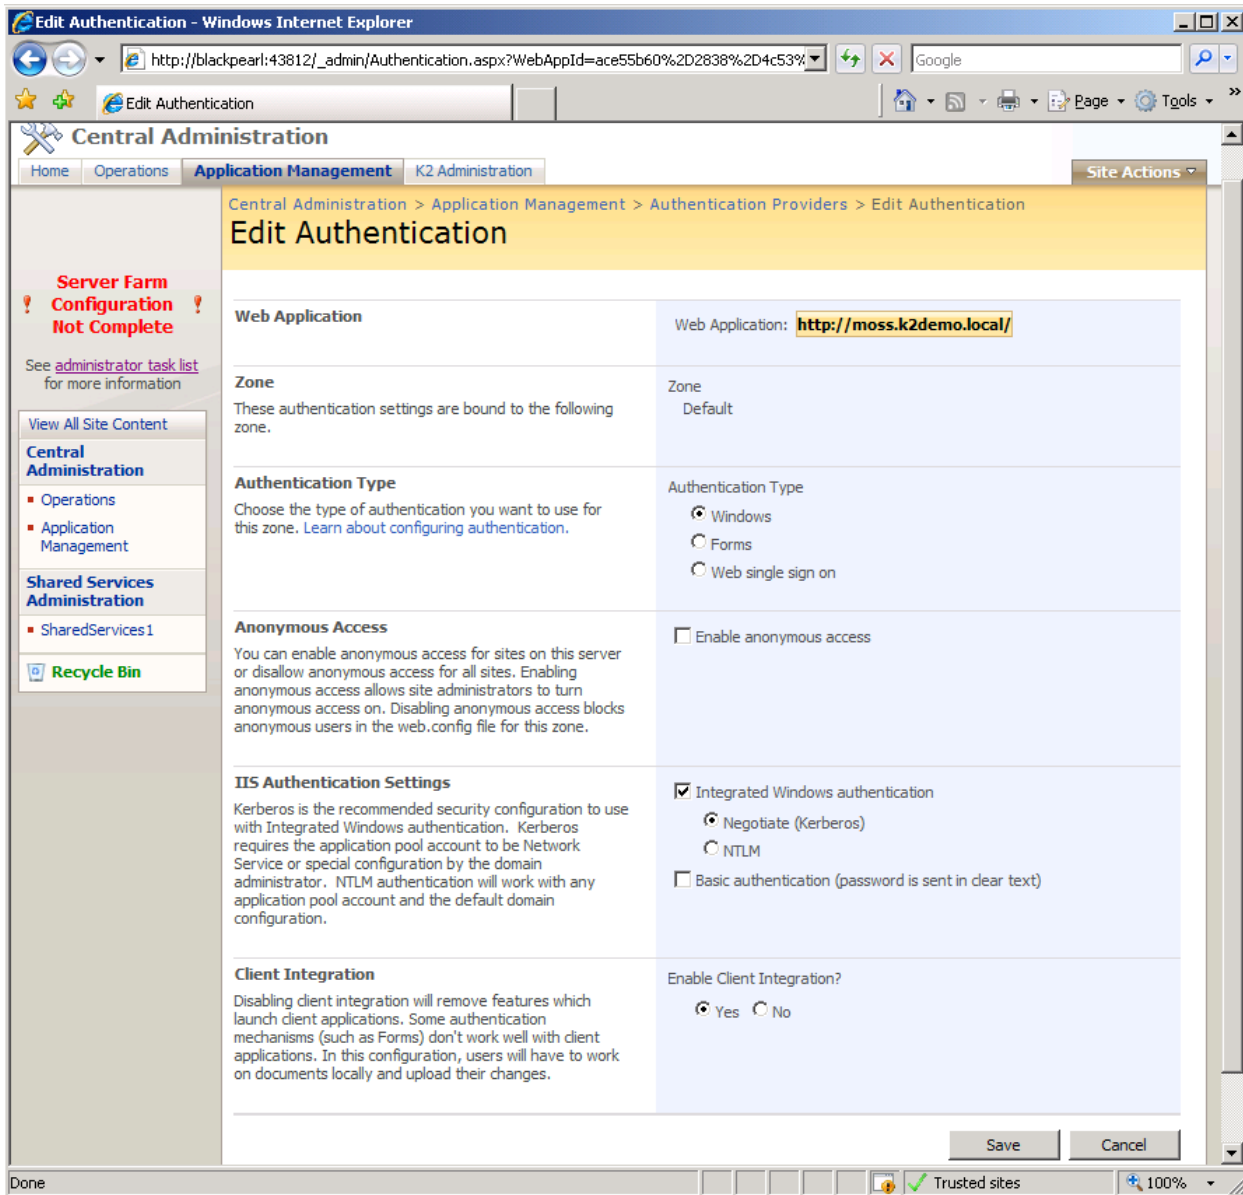 Edit Authentication - Windows Internet Explorer
http://blackpearl:43812/_admin/Authentication.aspx?WebAppId=ace55b60%2D2838%2D4c53%
Google
Edit Authentication
Page
Tools
»
Central Administration
Home
Operations
Application Management
K2 Administration
Site Actions
Central Administration > Application Management > Authentication Providers > Edit Authentication
Edit Authentication
Server Farm
! Configuration !
Not Complete
See administrator task list
for more information
View All Site Content
Central
Administration
Operations
Application
Management
Shared Services
Administration
SharedServices1
Recycle Bin
Web Application
Web Application: http://moss.k2demo.local/
Zone
These authentication settings are bound to the following
zone.
Zone
Default
Authentication Type
Choose the type of authentication you want to use for
this zone. Learn about configuring authentication.
Authentication Type
Windows
Forms
Web single sign on
Anonymous Access
You can enable anonymous access for sites on this server
or disallow anonymous access for all sites. Enabling
anonymous access allows site administrators to turn
anonymous access on. Disabling anonymous access blocks
anonymous users in the web.config file for this zone.
Enable anonymous access
IIS Authentication Settings
Kerberos is the recommended security configuration to use
with Integrated Windows authentication. Kerberos
requires the application pool account to be Network
Service or special configuration by the domain
administrator. NTLM authentication will work with any
application pool account and the default domain
configuration.
Integrated Windows authentication
Negotiate (Kerberos)
NTLM
Basic authentication (password is sent in clear text)
Client Integration
Disabling client integration will remove features which
launch client applications. Some authentication
mechanisms (such as Forms) don't work well with client
applications. In this configuration, users will have to work
on documents locally and upload their changes.
Enable Client Integration?
Yes No
Save
Cancel
Done
Trusted sites
100%